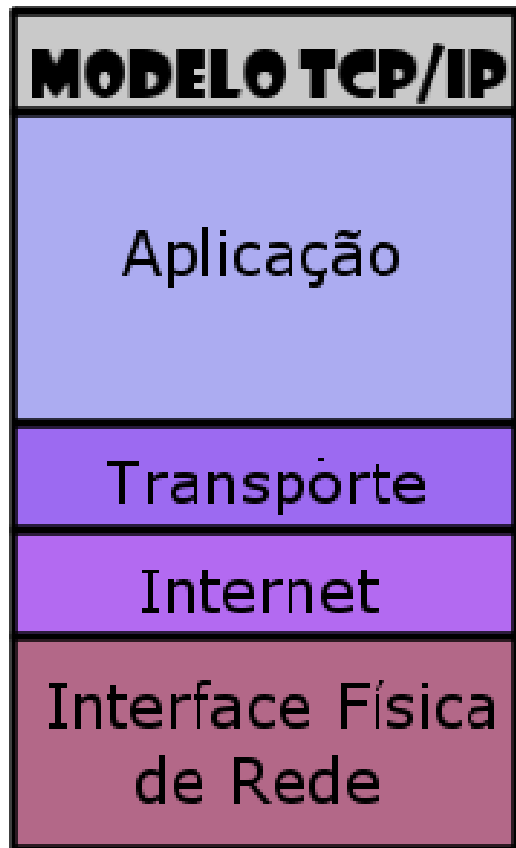 MODELO TCP/IP
Aplicação
Transporte
Internet
Interface Física
de Rede